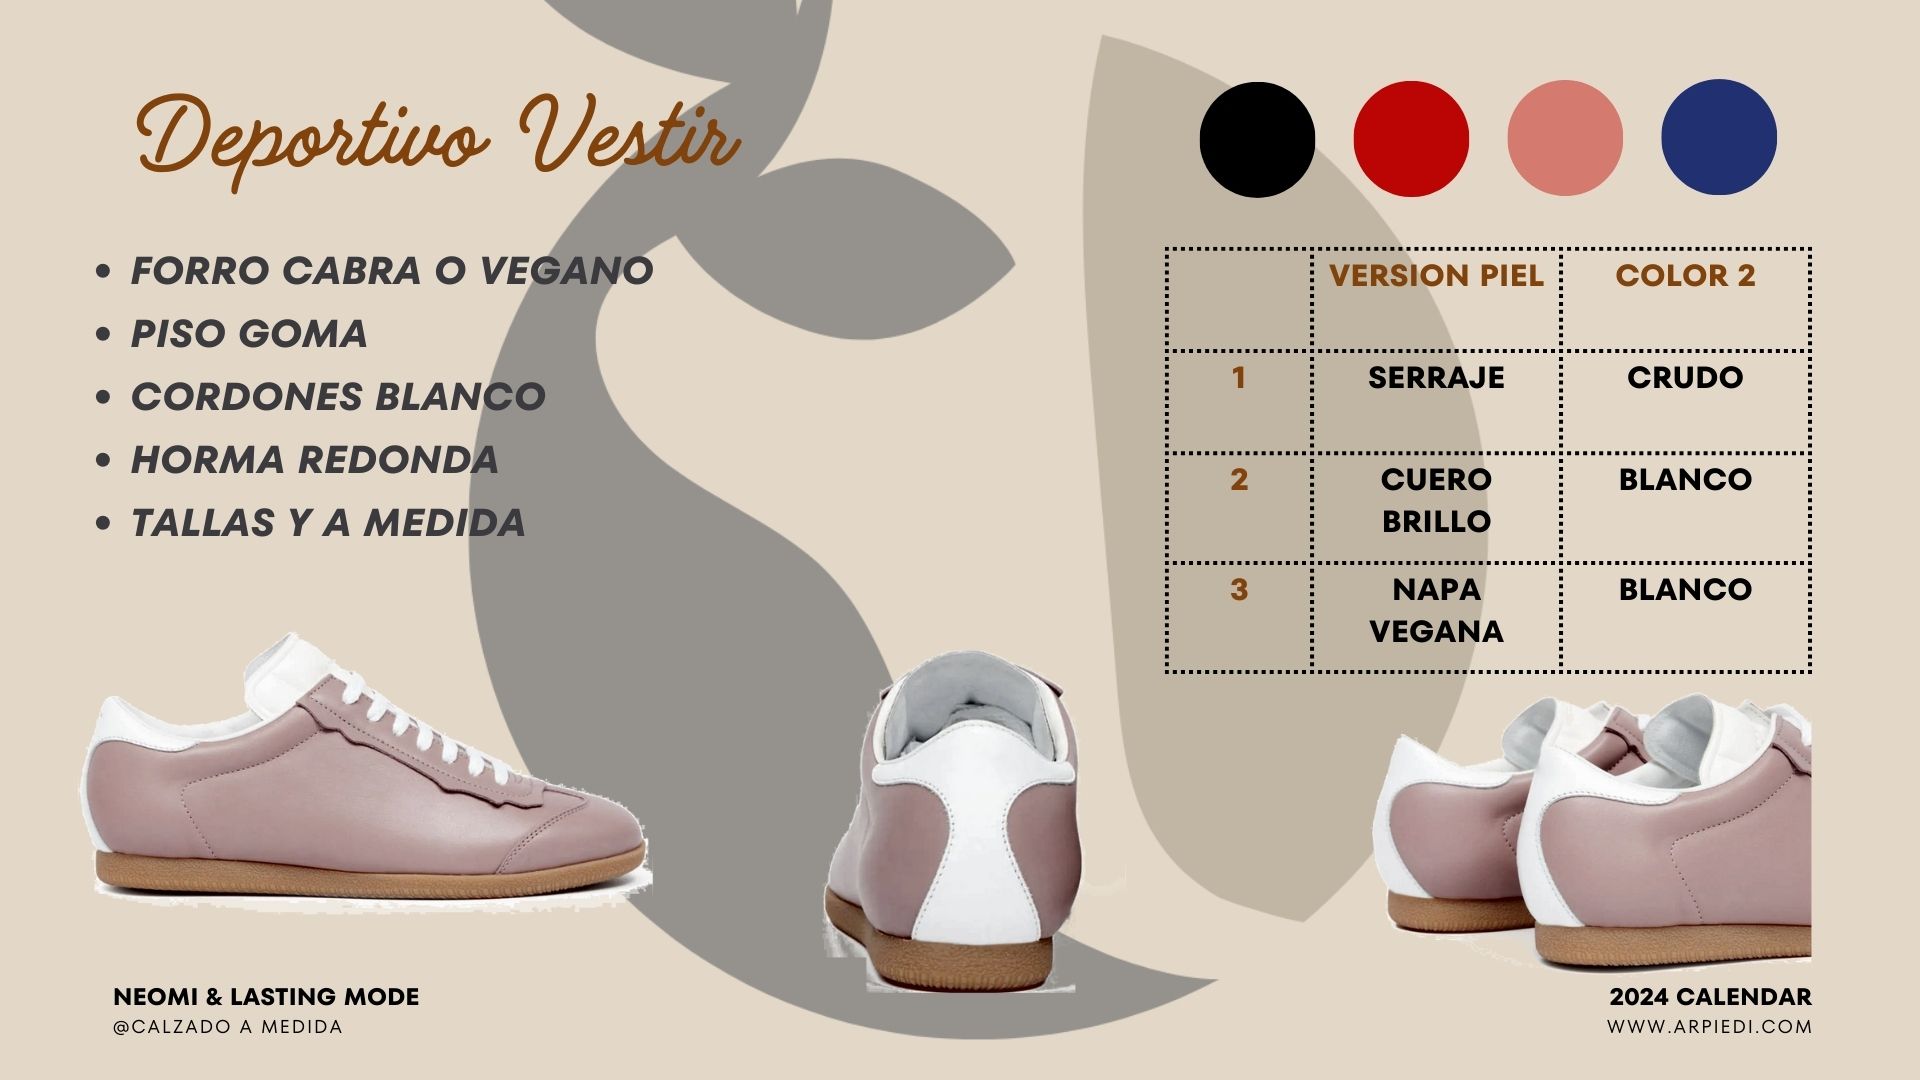 Deportivo Vestir
• FORRO CABRA O VEGANO
• PISO GOMA
• CORDONES BLANCO
• HORMA REDONDA
• TALLAS Y A MEDIDA
VERSION PIEL COLOR 2
1 SERRAJE CRUDO
2 CUERO BRILLO BLANCO
3 NAPA VEGANA BLANCO
NEOMI & LASTING MODE
@CALZADO A MEDIDA
2024 CALENDAR
WWW.ARPIEDI.COM